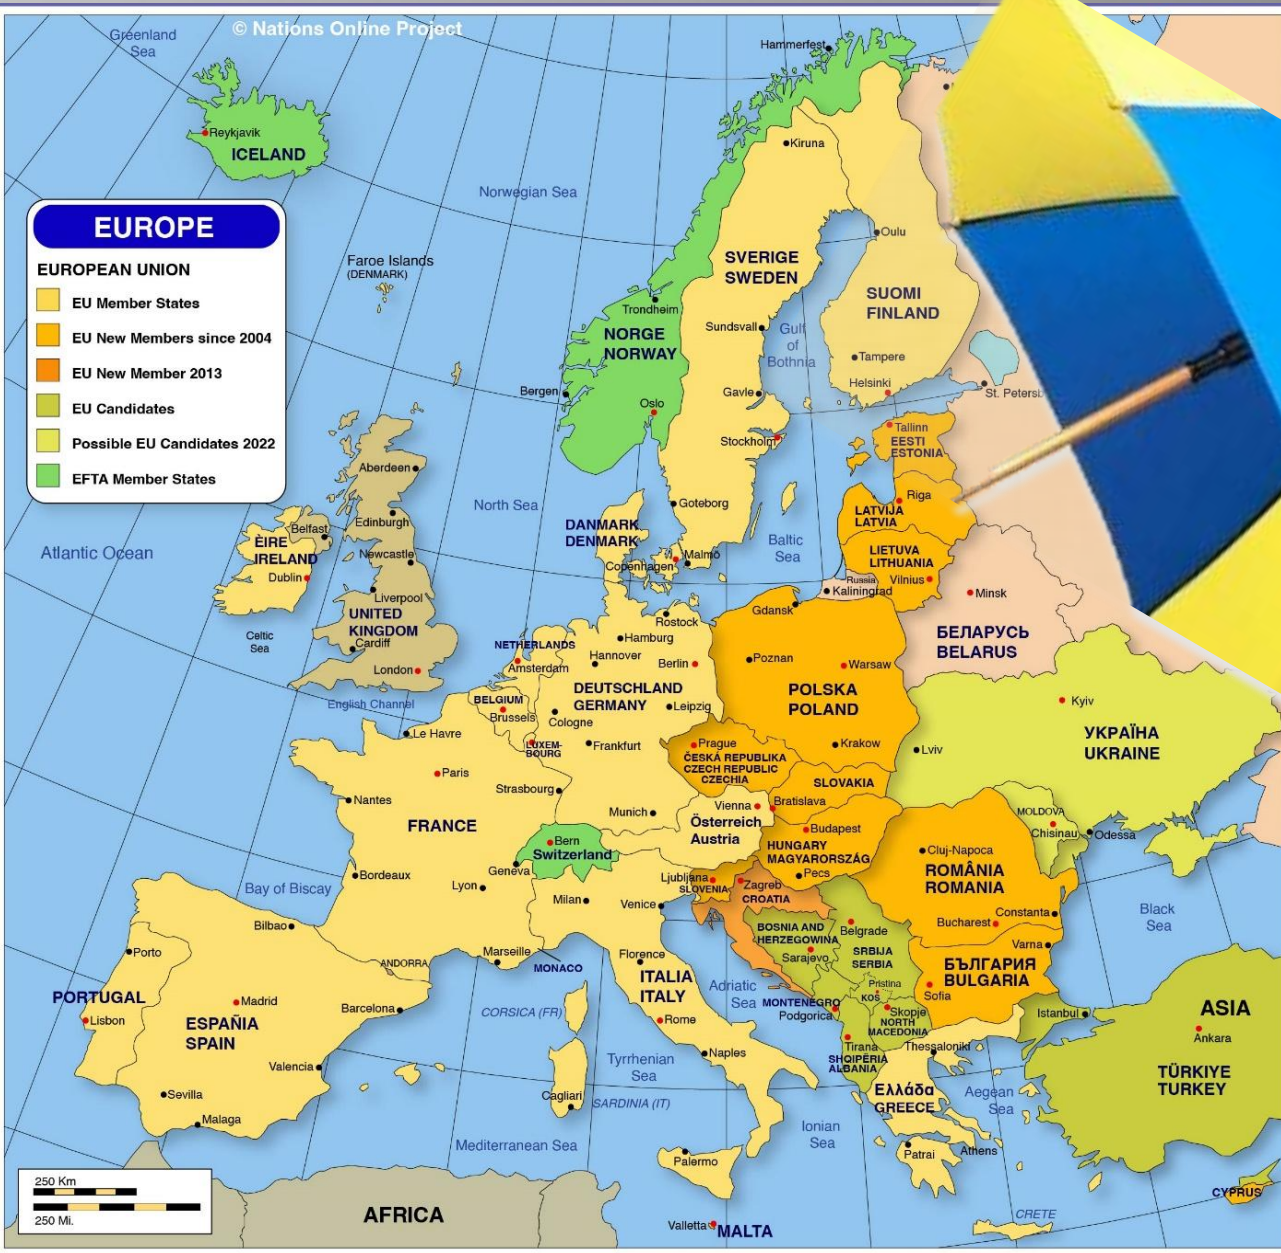 © Nations Online Project
Greenland
Sea
Hammerfest
Reykjavik
ICELAND
Kiruna
Norwegian Sea
EUROPE
EUROPEAN UNION
EU Member States
EU New Members since 2004
EU New Member 2013
EU Candidates
Possible EU Candidates 2022
EFTA Member States
Faroe Islands
(DENMARK)
Oulu
SVERIGE
SWEDEN
SUOMI
FINLAND
Trondheim
NORGE
NORWAY
Sundsvall
Gulf
of
Bothnia
Tampere
Helsinki
Bergen
Oslo
Gavle
St. Petersb
Stockholm
Tallinn
EESTI
ESTONIA
Aberdeen
North Sea
Goteborg
Riga
LATVIJA
LATVIA
Edinburgh
Belfast
DANMARK
DENMARK
Baltic
Sea
Atlantic Ocean
ÈIRE
IRELAND
Newcastle
Malmö
Copenhagen
LIETUVA
LITHUANIA
Dublin
Vilnius
Russia
Kaliningrad
Minsk
Liverpool
UNITED
KINGDOM
Rostock
Gdansk
Celtic
Sea
Cardiff
Hamburg
БЕЛАРУСЬ
BELARUS
NETHERLANDS
Amsterdam
Hannover
Berlin
Poznan
Warsaw
London
DEUTSCHLAND
GERMANY
POLSKA
POLAND
BELGIUM
Brussels
English Channel
Leipzig
Kyiv
Cologne
Le Havre
LUXEM-
BOURG
Frankfurt
Prague
Krakow
УКРАЇНА
UKRAINE
Lviv
ČESKÁ REPUBLIKA
CZECH REPUBLIC
CZECHIA
Paris
SLOVAKIA
Nantes
Strasbourg
Munich
Vienna
Bratislava
Österreich
Austria
FRANCE
Budapest
MOLDOVA
Chisinau
Odessa
Bern
Switzerland
Geneva
HUNGARY
MAGYARORSZÁG
Pecs
Cluj-Napoca
ROMÂNIA
ROMANIA
Bordeaux
Lyon
Bay of Biscay
Ljubljana
SLOVENIA
Zagreb
CROATIA
Milan
Venice
Constanta
Bucharest
Black
Sea
Bilbao
BOSNIA AND
HERZEGOWINA
Sarajevo
Belgrade
SRBIJA
SERBIA
Varna
БЪЛГАРИЯ
BULGARIA
Sofia
Porto
ANDORRA
Marseille
MONACO
Florence
ITALIA
ITALY
Adriatic
Sea
Pristina
KOS
MONTENEGRO
Podgorica
PORTUGAL
Lisbon
Madrid
ESPAÑIA
SPAIN
Barcelona
CORSICA (FR)
Rome
Skopje
NORTH
MACEDONIA
Istanbul
ASIA
Ankara
Tirana
SHQIPËRIA
ALBANIA
Thessaloniki
Valencia
Tyrrhenian
Sea
Naples
TÜRKIYE
TURKEY
Sevilla
Malaga
Cagliari
SARDINIA (IT)
Ελλάδα
GREECE
Aegean
Sea
Ionian
Sea
Mediterranean Sea
Palermo
Patrai
Athens
250 Km
250 Mi.
AFRICA
Valletta
MALTA
CRETE
CYPRUS